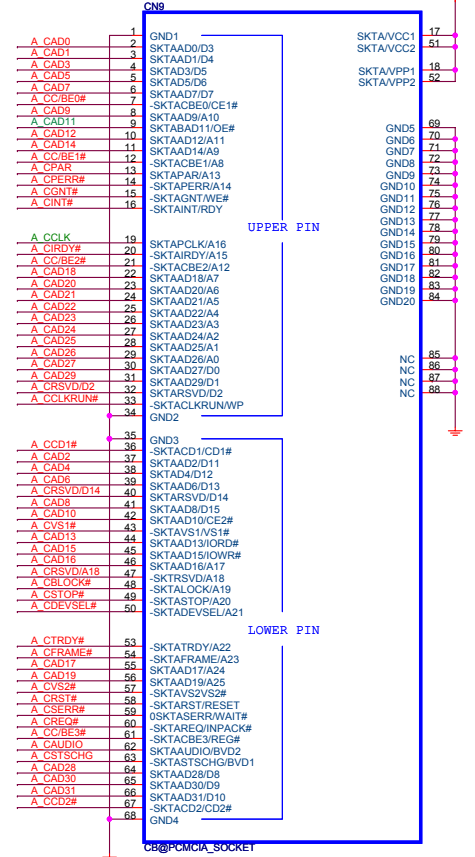 CN9
1 GND1 SKTA/VCC1 17
A_CAD0 2 SKTAAD0/D3 SKTA/VCC2 51
A_CAD1 3 SKTAAD1/D4
A_CAD3 4 SKTAD3/D5 SKTA/VPP1 18
A_CAD5 5 SKTAD5/D6 SKTA/VPP2 52
A_CAD7 6 SKTAAD7/D7
A_CC/BE0# 7 -SKTACBE0/CE1#
A_CAD9 8 SKTAAD9/A10
A_CAD11 9 SKTABAD11/OE# GND5 69
A_CAD12 10 SKTAAD12/A11 GND6 70
A_CAD14 11 SKTAAD14/A9 GND7 71
A_CC/BE1# 12 -SKTACBE1/A8 GND8 72
A_CPAR 13 SKTAPAR/A13 GND9 73
A_CPERR# 14 -SKTAPERR/A14 GND10 74
A_CGNT# 15 -SKTAGNT/WE# GND11 75
A_CINT# 16 -SKTAINT/RDY GND12 76
GND13 77
UPPER PIN GND14 78
A_CCLK 19 SKTAPCLK/A16 GND15 79
A_CIRDY# 20 -SKTAIRDY/A15 GND16 80
A_CC/BE2# 21 -SKTACBE2/A12 GND17 81
A_CAD18 22 SKTAAD18/A7 GND18 82
A_CAD20 23 SKTAAD20/A6 GND19 83
A_CAD21 24 SKTAAD21/A5 GND20 84
A_CAD22 25 SKTAAD22/A4
A_CAD23 26 SKTAAD23/A3
A_CAD24 27 SKTAAD24/A2
A_CAD25 28 SKTAAD25/A1
A_CAD26 29 SKTAAD26/A0 NC 85
A_CAD27 30 SKTAAD27/D0 NC 86
A_CAD29 31 SKTAAD29/D1 NC 87
A_CRSVD/D2 32 SKTARSVD/D2 NC 88
A_CCLKRUN# 33 -SKTACLKRUN/WP
34 GND2
35 GND3
A_CCD1# 36 -SKTACD1/CD1#
A_CAD2 37 SKTAAD2/D11
A_CAD4 38 SKTAD4/D12
A_CAD6 39 SKTAAD6/D13
A_CRSVD/D14 40 SKTARSVD/D14
A_CAD8 41 SKTAAD8/D15
A_CAD10 42 SKTAAD10/CE2#
A_CVS1# 43 -SKTAVS1/VS1#
A_CAD13 44 SKTAAD13/IORD#
A_CAD15 45 SKTAAD15/IOWR#
A_CAD16 46 SKTAAD16/A17
A_CRSVD/A18 47 -SKTRSVD/A18
A_CBLOCK# 48 -SKTALOCK/A19
A_CSTOP# 49 -SKTASTOP/A20
A_CDEVSEL# 50 -SKTADEVSEL/A21
LOWER PIN
A_CTRDY# 53 -SKTATRDY/A22
A_CFRAME# 54 -SKTAFRAME/A23
A_CAD17 55 SKTAAD17/A24
A_CAD19 56 SKTAAD19/A25
A_CVS2# 57 -SKTAVS2VS2#
A_CRST# 58 -SKTARST/RESET
A_CSERR# 59 0SKTASERR/WAIT#
A_CREQ# 60 -SKTAREQ/INPACK#
A_CC/BE3# 61 -SKTACBE3/REG#
A_CAUDIO 62 SKTAAUDIO/BVD2
A_CSTSCHG 63 -SKTASTSCHG/BVD1
A_CAD28 64 SKTAAD28/D8
A_CAD30 65 SKTAAD30/D9
A_CAD31 66 SKTAAD31/D10
A_CCD2# 67 -SKTACD2/CD2#
68 GND4
CB@PCMCIA_SOCKET